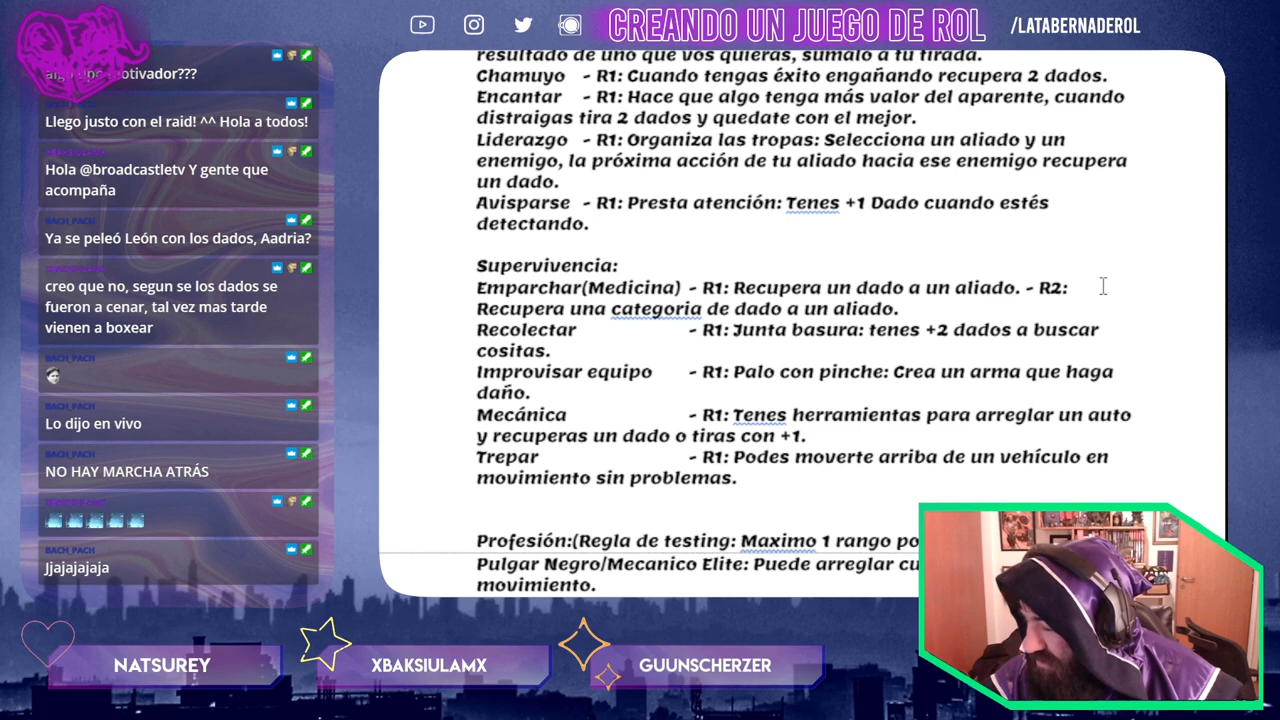 CREANDO UN JUEGO DE ROL
/LATABERNADEROL
motivador???
Llego justo con el raid! ^^ Hola a todos!
Hola @broadcastletv Y gente que
acompaña
BACH_PACH
Ya se peleó León con los dados, Aadria?
creo que no, segun se los dados se
fueron a cenar, tal vez mas tarde
vienen a boxear
BACH_PACH
BACH_PACH
Lo dijo en vivo
BACH_PACH
NO HAY MARCHA ATRÁS
BACH_PACH
Jjajajajaja
resultado de uno que vos quieras, sumalo a tu tirada.
Chamuyo - R1: Cuando tengas éxito engañando recupera 2 dados.
Encantar - R1: Hace que algo tenga más valor del aparente, cuando
distraigas tira 2 dados y quedate con el mejor.
Liderazgo - R1: Organiza las tropas: Selecciona un aliado y un
enemigo, la próxima acción de tu aliado hacia ese enemigo recupera
un dado.
Avisparse - R1: Presta atención: Tenes +1 Dado cuando estés
detectando.
Supervivencia:
Emparchar(Medicina) - R1: Recupera un dado a un aliado. - R2:
Recupera una categoria de dado a un aliado.
Recolectar - R1: Junta basura: tenes +2 dados a buscar
cositas.
Improvisar equipo - R1: Palo con pinche: Crea un arma que haga
daño.
Mecánica - R1: Tenes herramientas para arreglar un auto
y recuperas un dado o tiras con +1.
Trepar - R1: Podes moverte arriba de un vehículo en
movimiento sin problemas.
Profesión:(Regla de testing: Maximo 1 rango po
Pulgar Negro/Mecanico Elite: Puede arreglar cu
movimiento.
NATSUREY
XBAKSIULAMX
GUUNSCHERZER